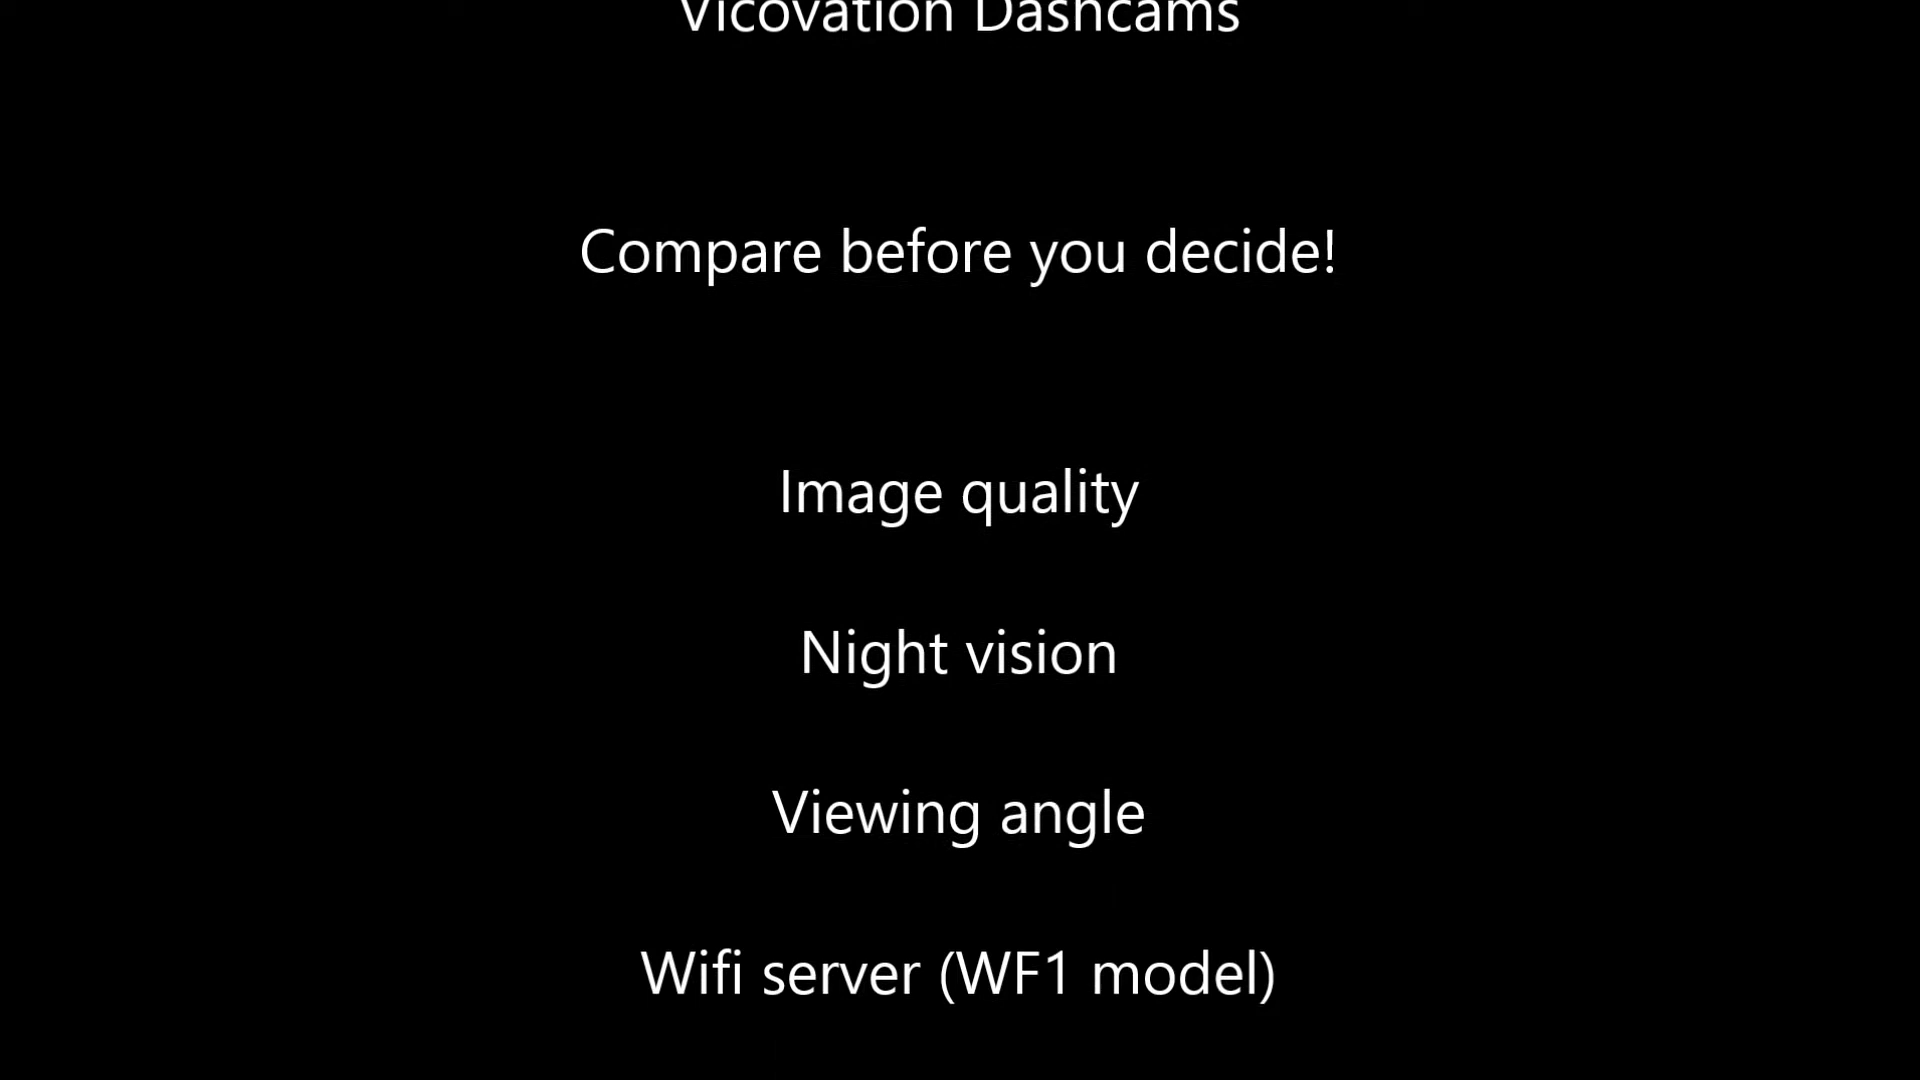 Vicovation Dashcams
Compare before you decide!
Image quality
Night vision
Viewing angle
Wifi server (WF1 model)